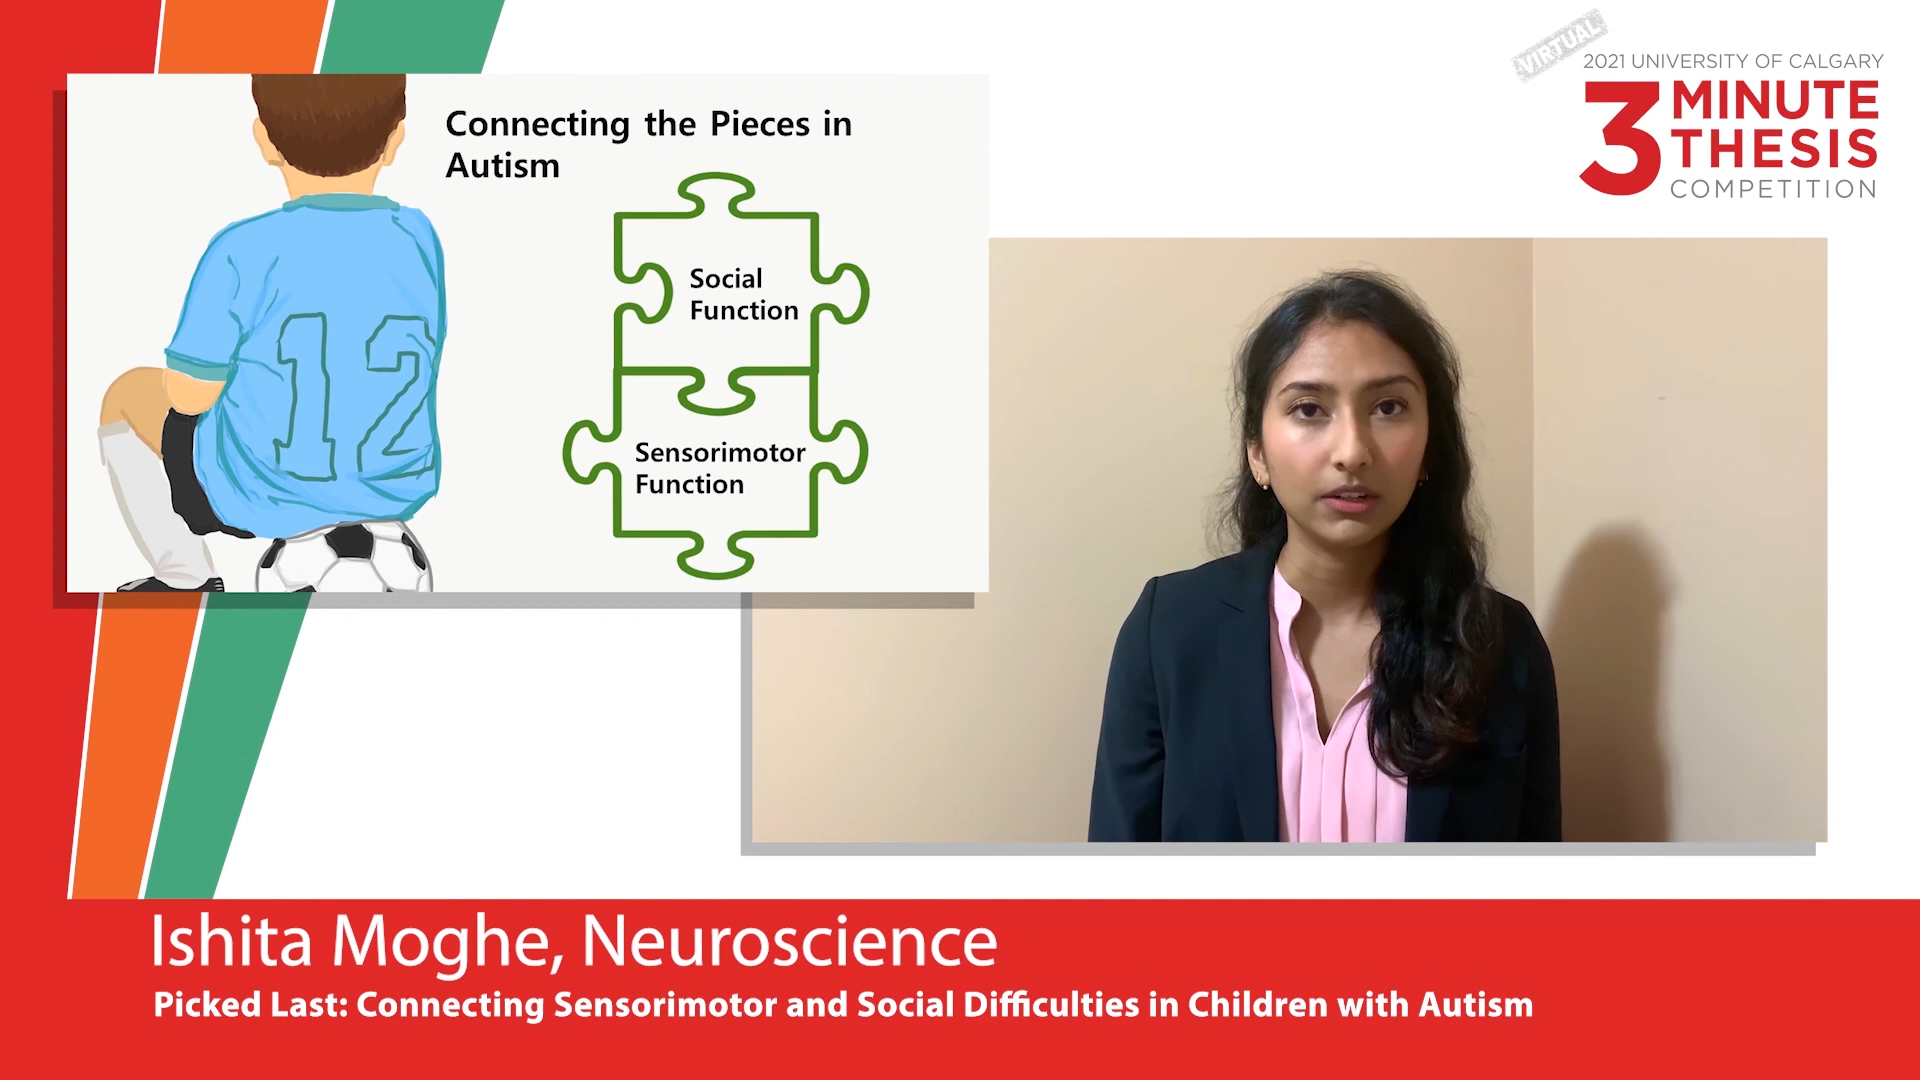 Connecting the Pieces in
Autism
Social
Function
Sensorimotor
Function
12
VIRTUAL
2021 UNIVERSITY OF CALGARY
3 MINUTE
THESIS
COMPETITION
Ishita Moghe, Neuroscience
Picked Last: Connecting Sensorimotor and Social Difficulties in Children with Autism